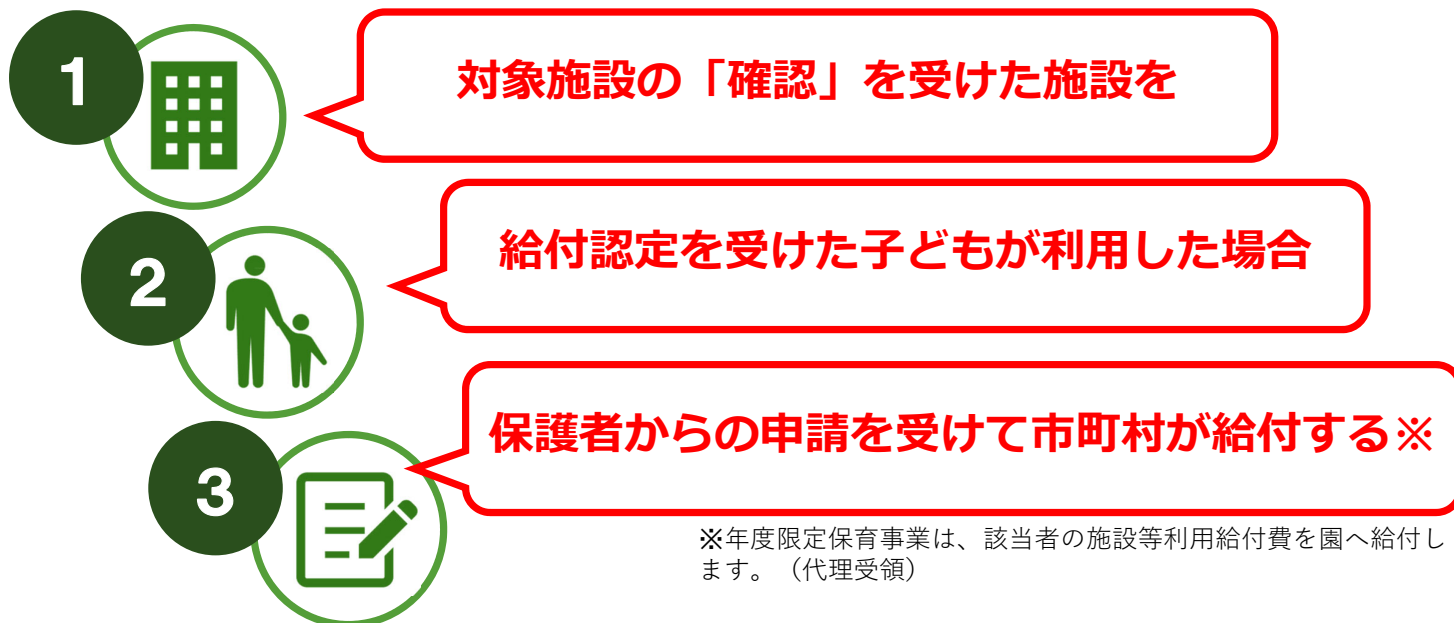 1
対象施設の「確認」を受けた施設を
2
給付認定を受けた子どもが利用した場合
3
保護者からの申請を受けて市町村が給付する※
※年度限定保育事業は、該当者の施設等利用給付費を園へ給付し
ます。（代理受領）